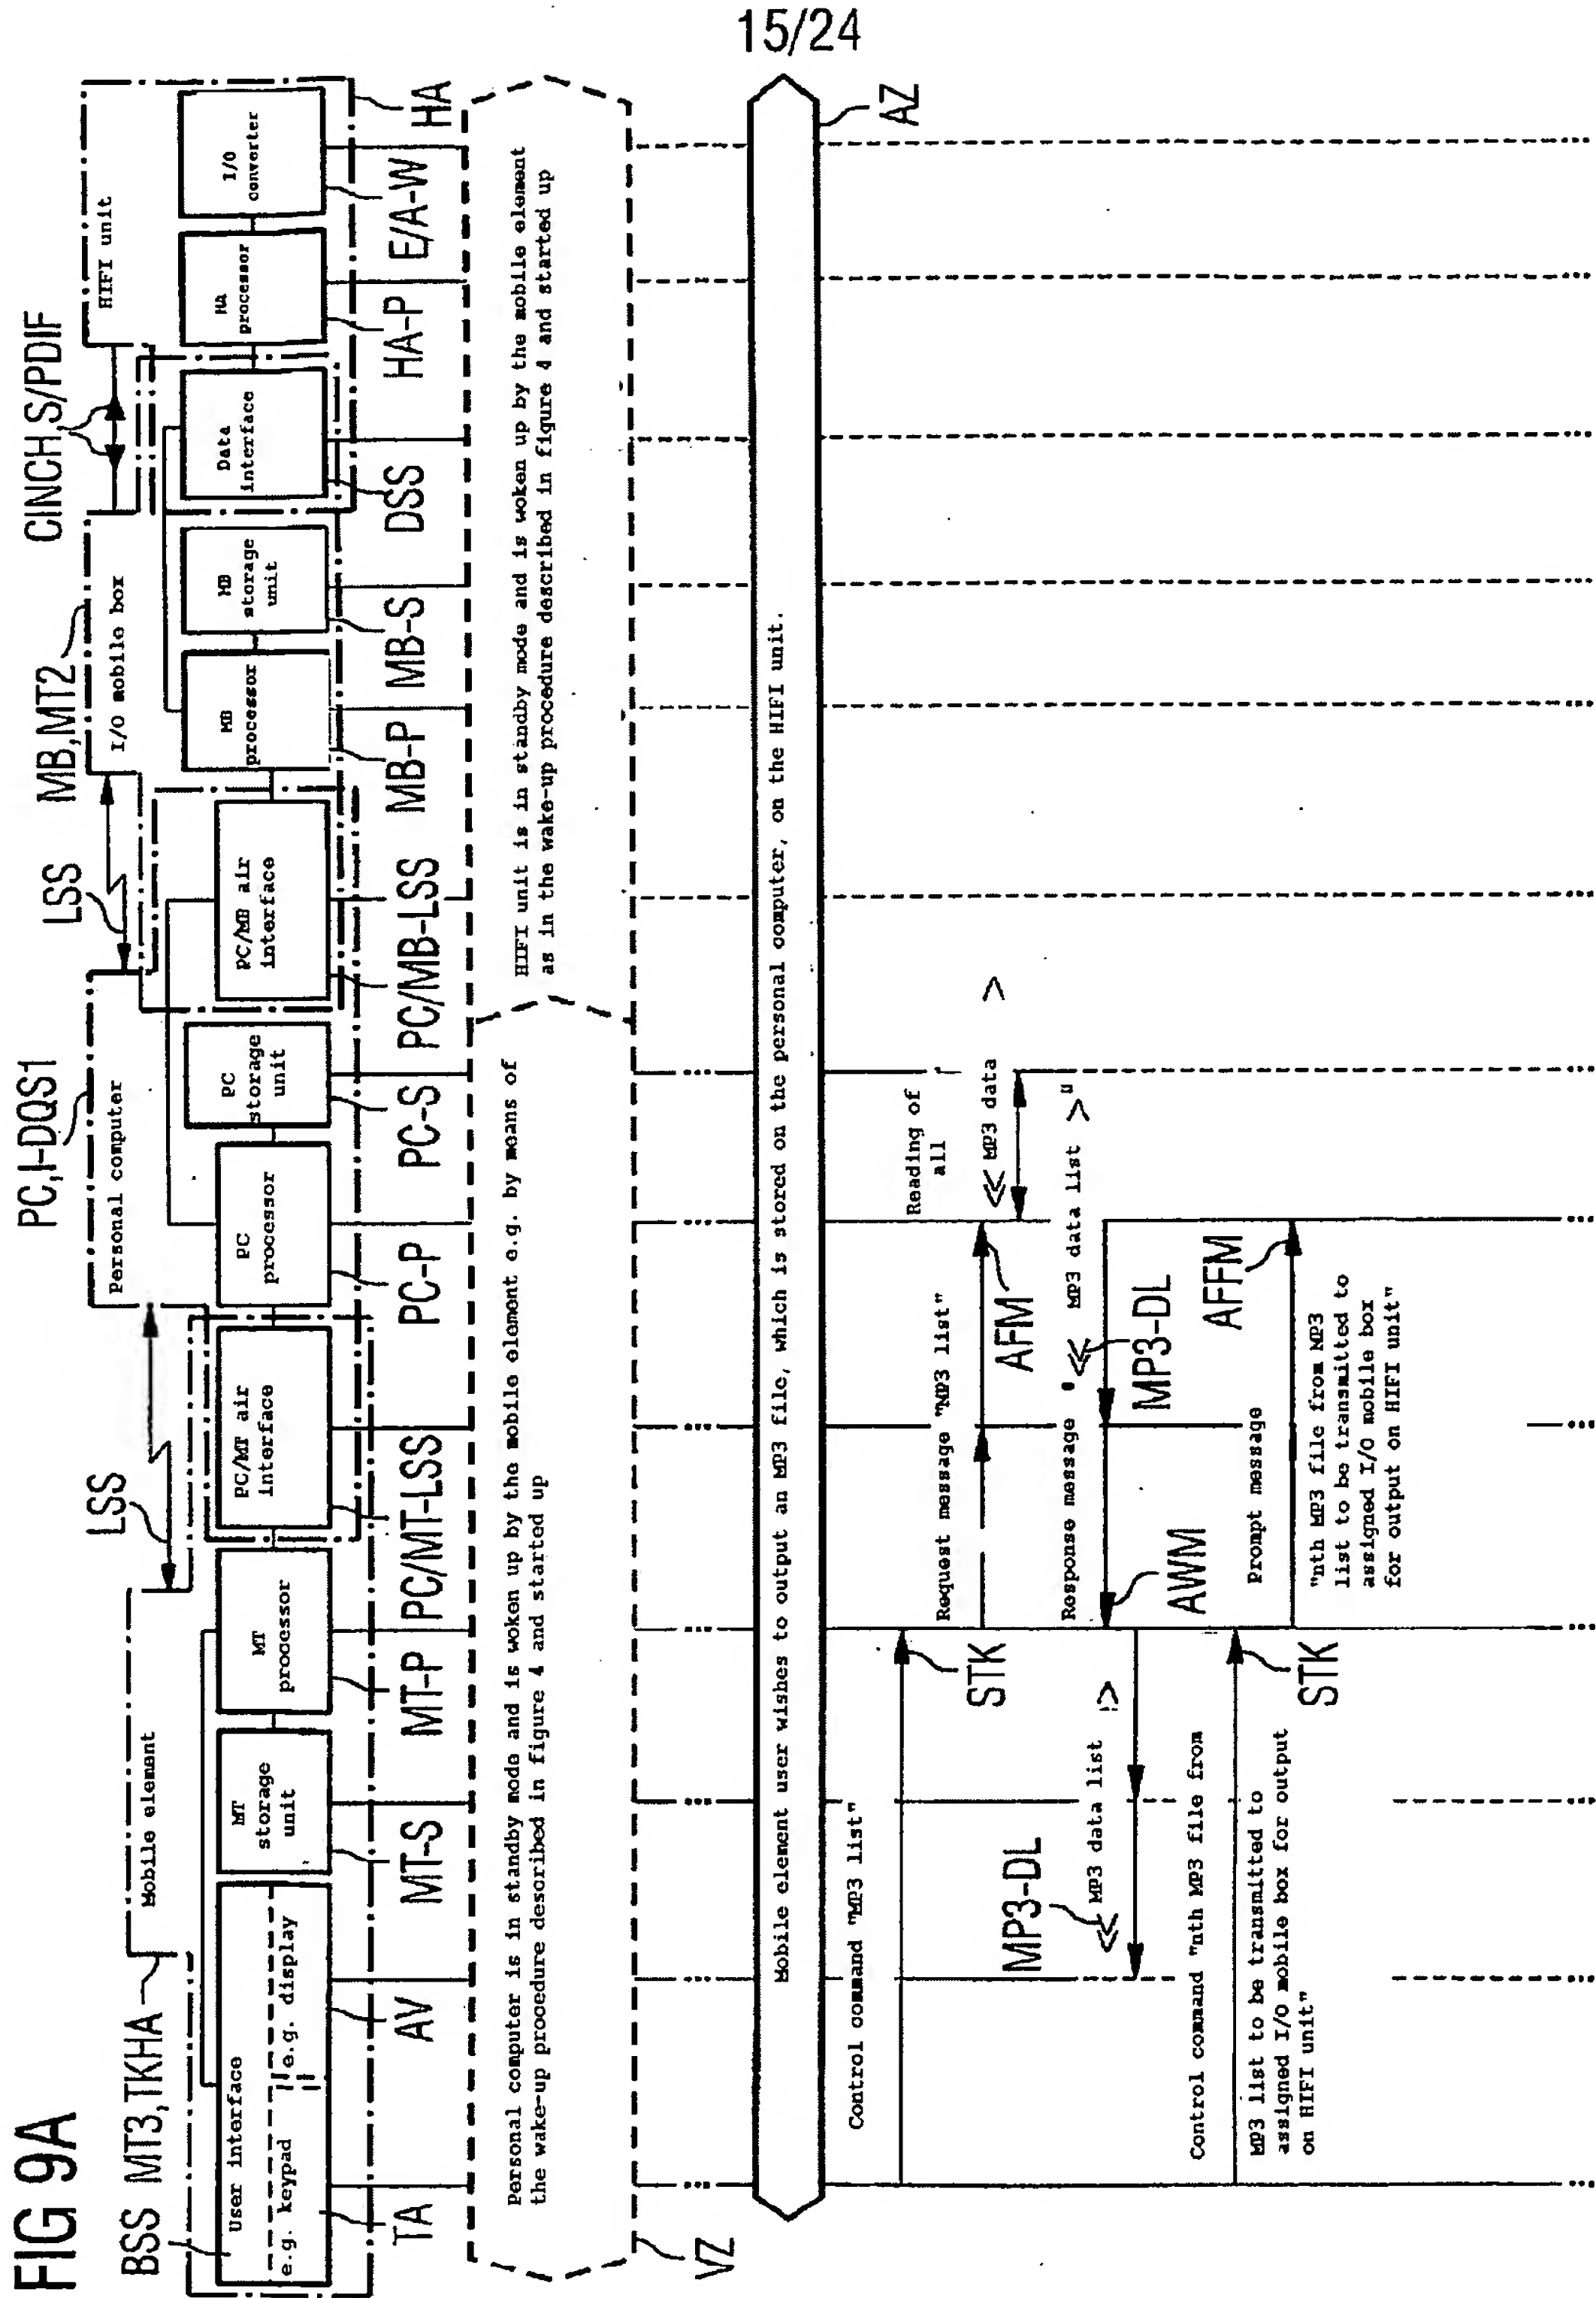 15/24
FIG 9A
BSS MT3,TKHA
LSS
PC,I-DQS1
LSS
MB,MT2
CINCH,S/PDIF
Mobile element
Personal computer
I/O mobile box
HIFI unit
User interface
e.g. keypad
e.g. display
MT
storage
unit
MT
processor
PC/MT air
interface
PC
processor
PC
storage
unit
PC/MB air
interface
MB
processor
MB
storage
unit
Data
interface
HA
processor
I/O
converter
TA
AV
MT-S
MT-P
PC/MT-LSS
PC-P
PC-S
PC/MB-LSS
MB-P
MB-S
DSS
HA-P
E/A-W
HA
Personal computer is in standby mode and is woken up by the mobile element e.g. by means of
the wake-up procedure described in figure 4 and started up
HIFI unit is in standby mode and is woken up by the mobile element
as in the wake-up procedure described in figure 4 and started up
VZ
Mobile element user wishes to output an MP3 file, which is stored on the personal computer, on the HIFI unit.
AZ
Control command "MP3 list"
STK
Request message "MP3 list"
AFM
Reading of
all
<< MP3 data >
Response message "<< MP3 data list >"
MP3-DL
AWM
MP3-DL
<< MP3 data list >
Control command "nth MP3 file from
MP3 list to be transmitted to
assigned I/O mobile box for output
on HIFI unit"
STK
Prompt message
AFFM
"nth MP3 file from MP3
list to be transmitted to
assigned I/O mobile box
for output on HIFI unit"